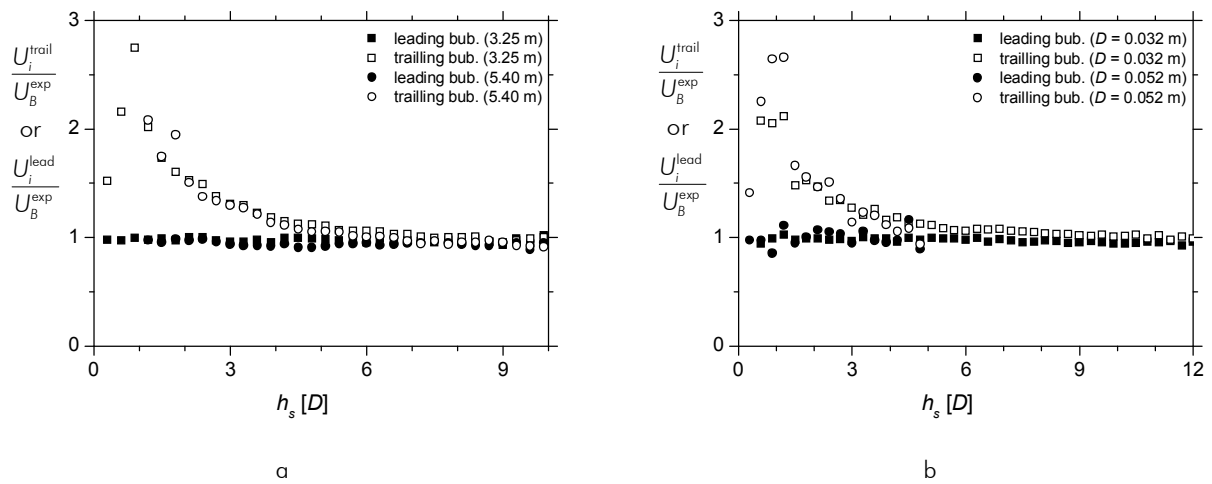 3
2
1
0
U_i^trail
U_B^exp
or
U_i^lead
U_B^exp
leading bub. (3.25 m)
trailling bub. (3.25 m)
leading bub. (5.40 m)
trailling bub. (5.40 m)
0 3 6 9
h_s [D]
a
3
2
1
0
U_i^trail
U_B^exp
or
U_i^lead
U_B^exp
leading bub. (D = 0.032 m)
trailling bub. (D = 0.032 m)
leading bub. (D = 0.052 m)
trailling bub. (D = 0.052 m)
0 3 6 9 12
h_s [D]
b